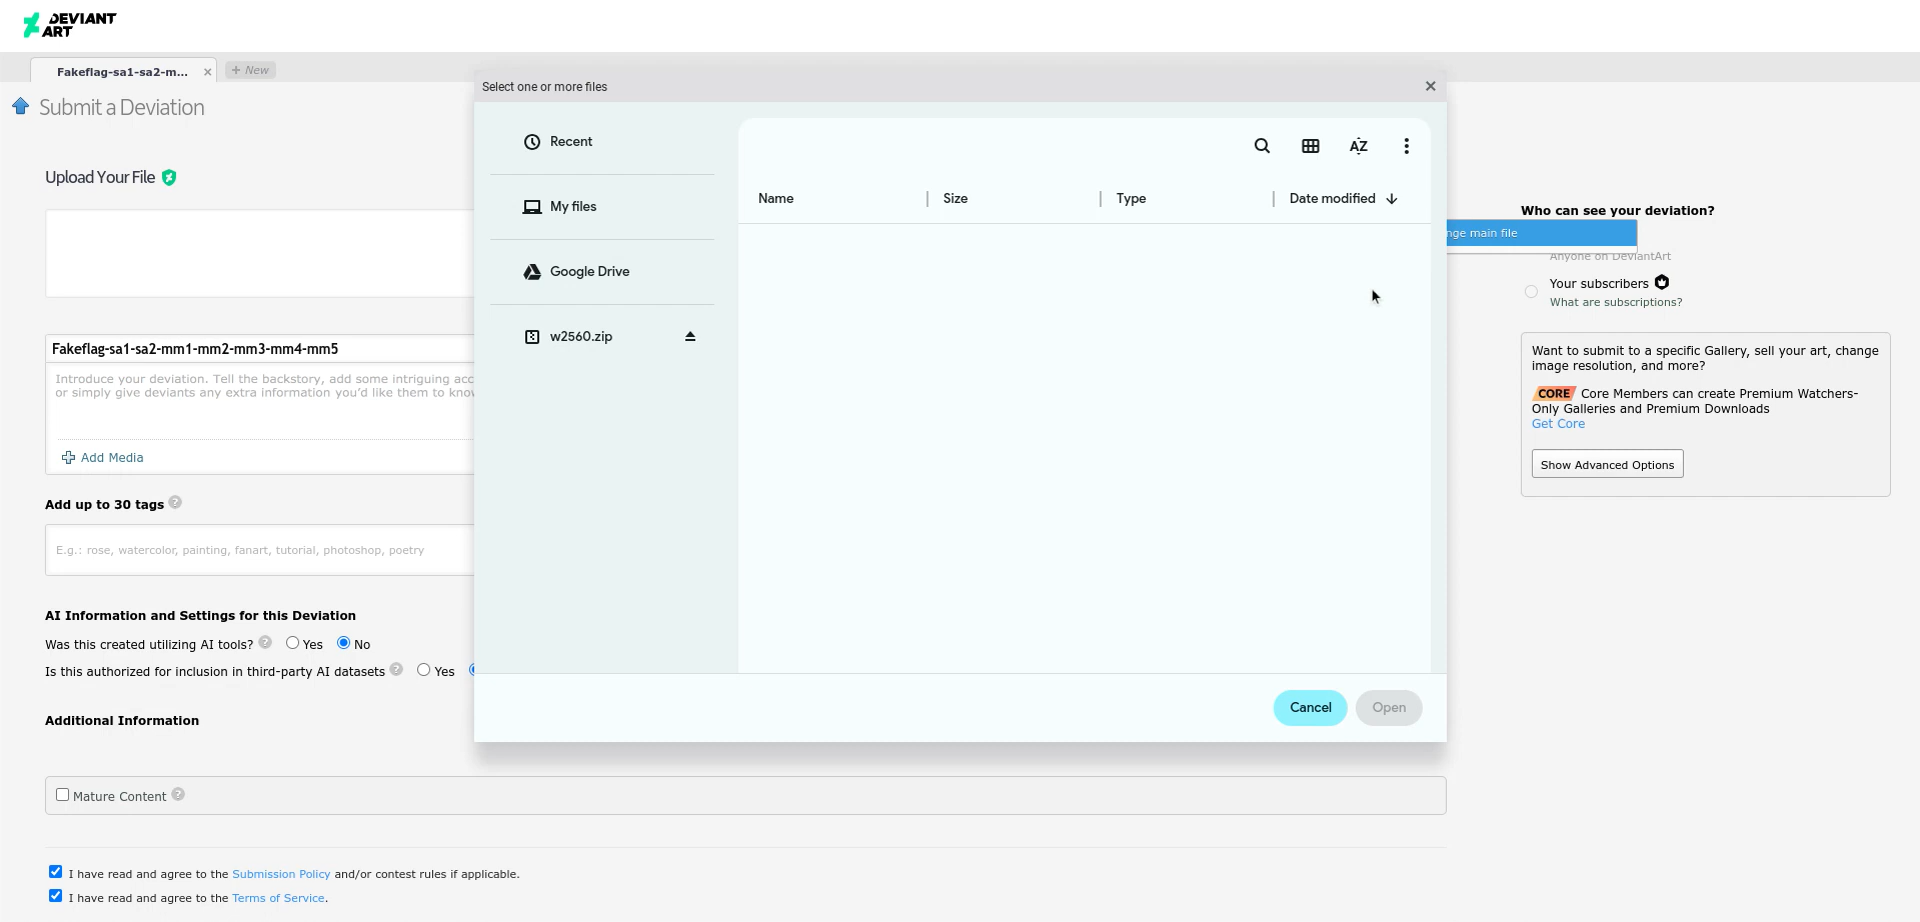 DEVIANT
ART
Fakeflag-sa1-sa2-m... × + New
Submit a Deviation
Select one or more files ×
Upload Your File
Recent
My files
Google Drive
w2560.zip
AZ
Name Size Type Date modified
Who can see your deviation?
nge main file
Anyone on DeviantArt
Your subscribers
What are subscriptions?
Fakeflag-sa1-sa2-mm1-mm2-mm3-mm4-mm5
Introduce your deviation. Tell the backstory, add some intriguing acc
or simply give deviants any extra information you'd like them to kno
Add Media
Want to submit to a specific Gallery, sell your art, change
image resolution, and more?
CORE Core Members can create Premium Watchers-
Only Galleries and Premium Downloads
Get Core
Show Advanced Options
Add up to 30 tags ?
E.g.: rose, watercolor, painting, fanart, tutorial, photoshop, poetry
AI Information and Settings for this Deviation
Was this created utilizing AI tools? ? Yes No
Is this authorized for inclusion in third-party AI datasets ? Yes
Cancel Open
Additional Information
Mature Content ?
I have read and agree to the Submission Policy and/or contest rules if applicable.
I have read and agree to the Terms of Service.